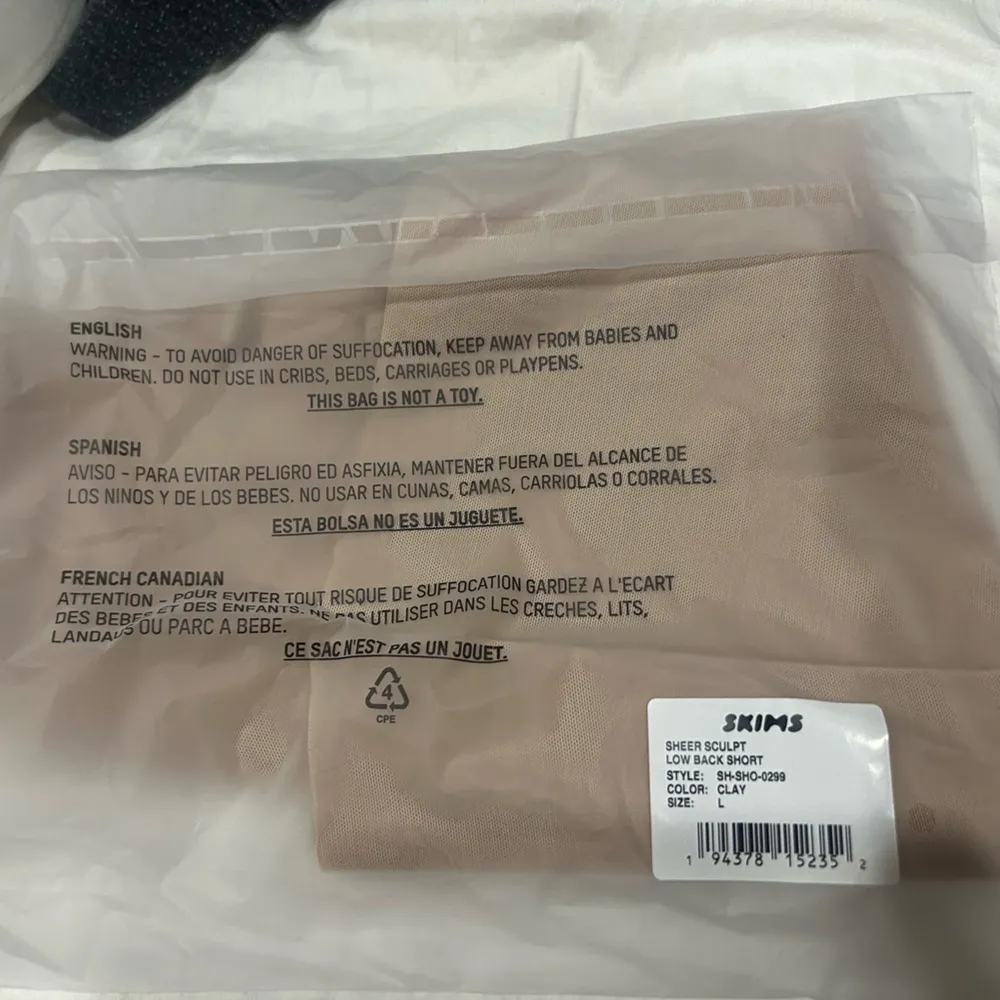 ENGLISH
WARNING – TO AVOID DANGER OF SUFFOCATION, KEEP AWAY FROM BABIES AND
CHILDREN. DO NOT USE IN CRIBS, BEDS, CARRIAGES OR PLAYPENS.
THIS BAG IS NOT A TOY.
SPANISH
AVISO – PARA EVITAR PELIGRO ED ASFIXIA, MANTENER FUERA DEL ALCANCE DE
LOS NINOS Y DE LOS BEBES. NO USAR EN CUNAS, CAMAS, CARRIOLAS O CORRALES.
ESTA BOLSA NO ES UN JUGUETE.
FRENCH CANADIAN
ATTENTION – POUR EVITER TOUT RISQUE DE SUFFOCATION GARDEZ A L'ECART
DES BEBES ET DES ENFANTS. NE PAS UTILISER DANS LES CRECHES, LITS,
LANDAUS OU PARC A BEBE.
CE SAC N'EST PAS UN JOUET.
4
CPE
SKIMS
SHEER SCULPT
LOW BACK SHORT
STYLE: SH-SHO-0299
COLOR: CLAY
SIZE: L
1 94378 15235 2